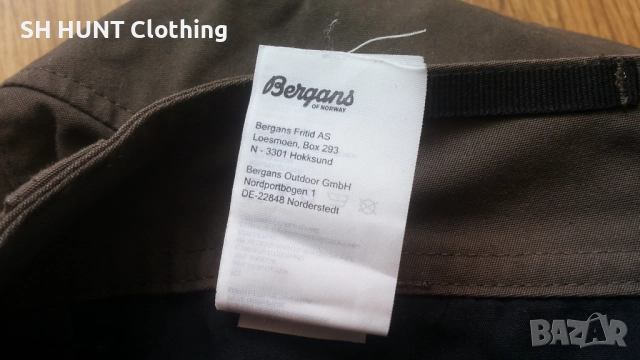 SH HUNT Clothing
Bergans
OF NORWAY
Bergans Fritid AS
Loesmoen, Box 293
N - 3301 Hokksund
Bergans Outdoor GmbH
Nordportbogen 1
DE-22848 Norderstedt
BAZAR